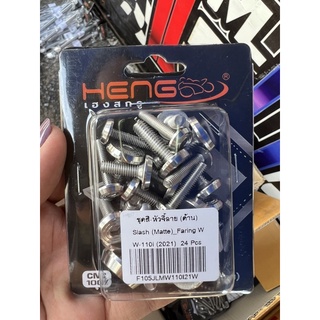 HENG
®
เฮงสกรู
ชุดสี หัวจี้ลาย (ด้าน)
Slash (Matte)_Faring W
W-110i (2021) 24 Pcs
F105JLMW110I21W
CNC
100%